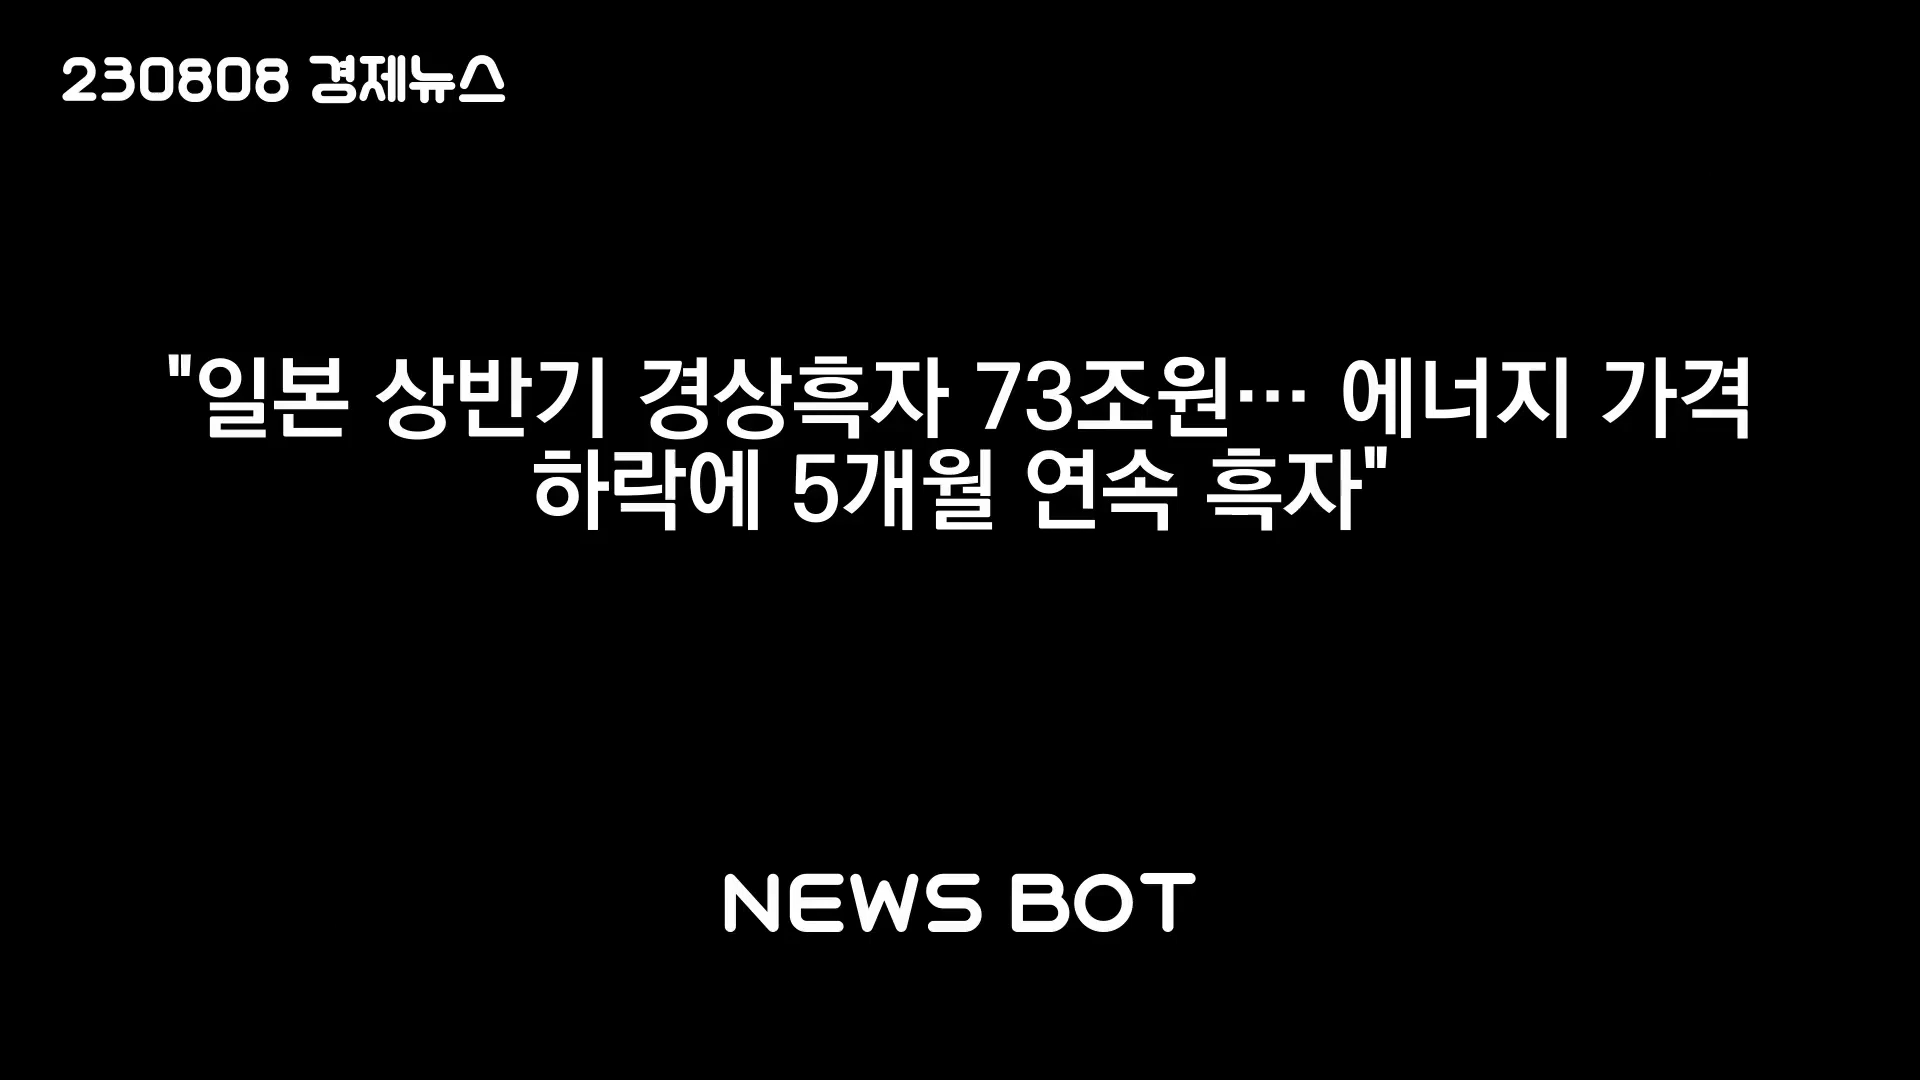 230808 경제뉴스
"일본 상반기 경상흑자 73조원… 에너지 가격
하락에 5개월 연속 흑자"
NEWS BOT